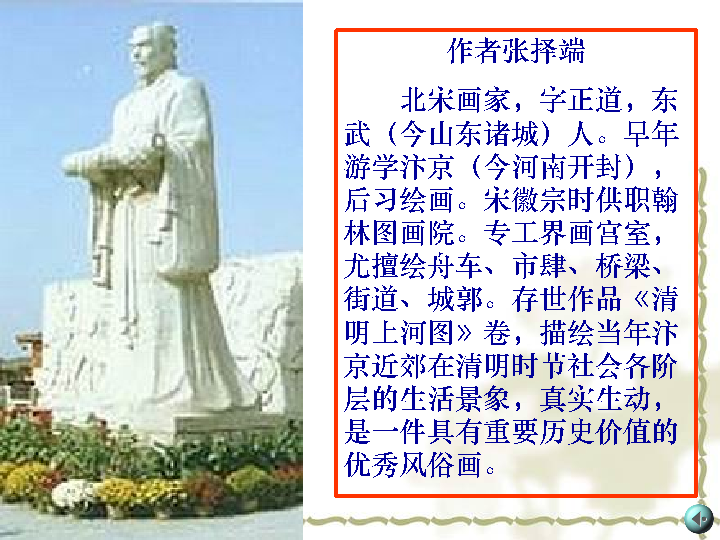 作者张择端
北宋画家，字正道，东
武（今山东诸城）人。早年
游学汴京（今河南开封），
后习绘画。宋徽宗时供职翰
林图画院。专工界画宫室，
尤擅绘舟车、市肆、桥梁、
街道、城郭。存世作品《清
明上河图》卷，描绘当年汴
京近郊在清明时节社会各阶
层的生活景象，真实生动，
是一件具有重要历史价值的
优秀风俗画。